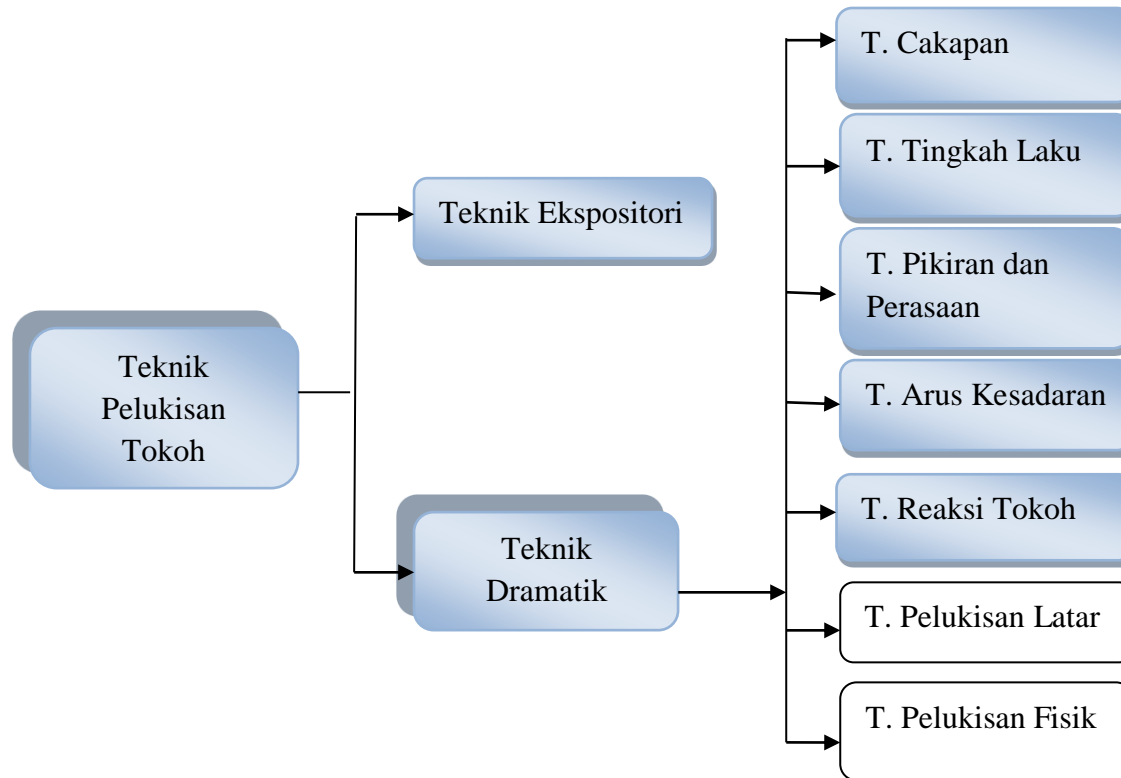 Teknik
Pelukisan
Tokoh
Teknik Ekspositori
Teknik
Dramatik
T. Cakapan
T. Tingkah Laku
T. Pikiran dan
Perasaan
T. Arus Kesadaran
T. Reaksi Tokoh
T. Pelukisan Latar
T. Pelukisan Fisik